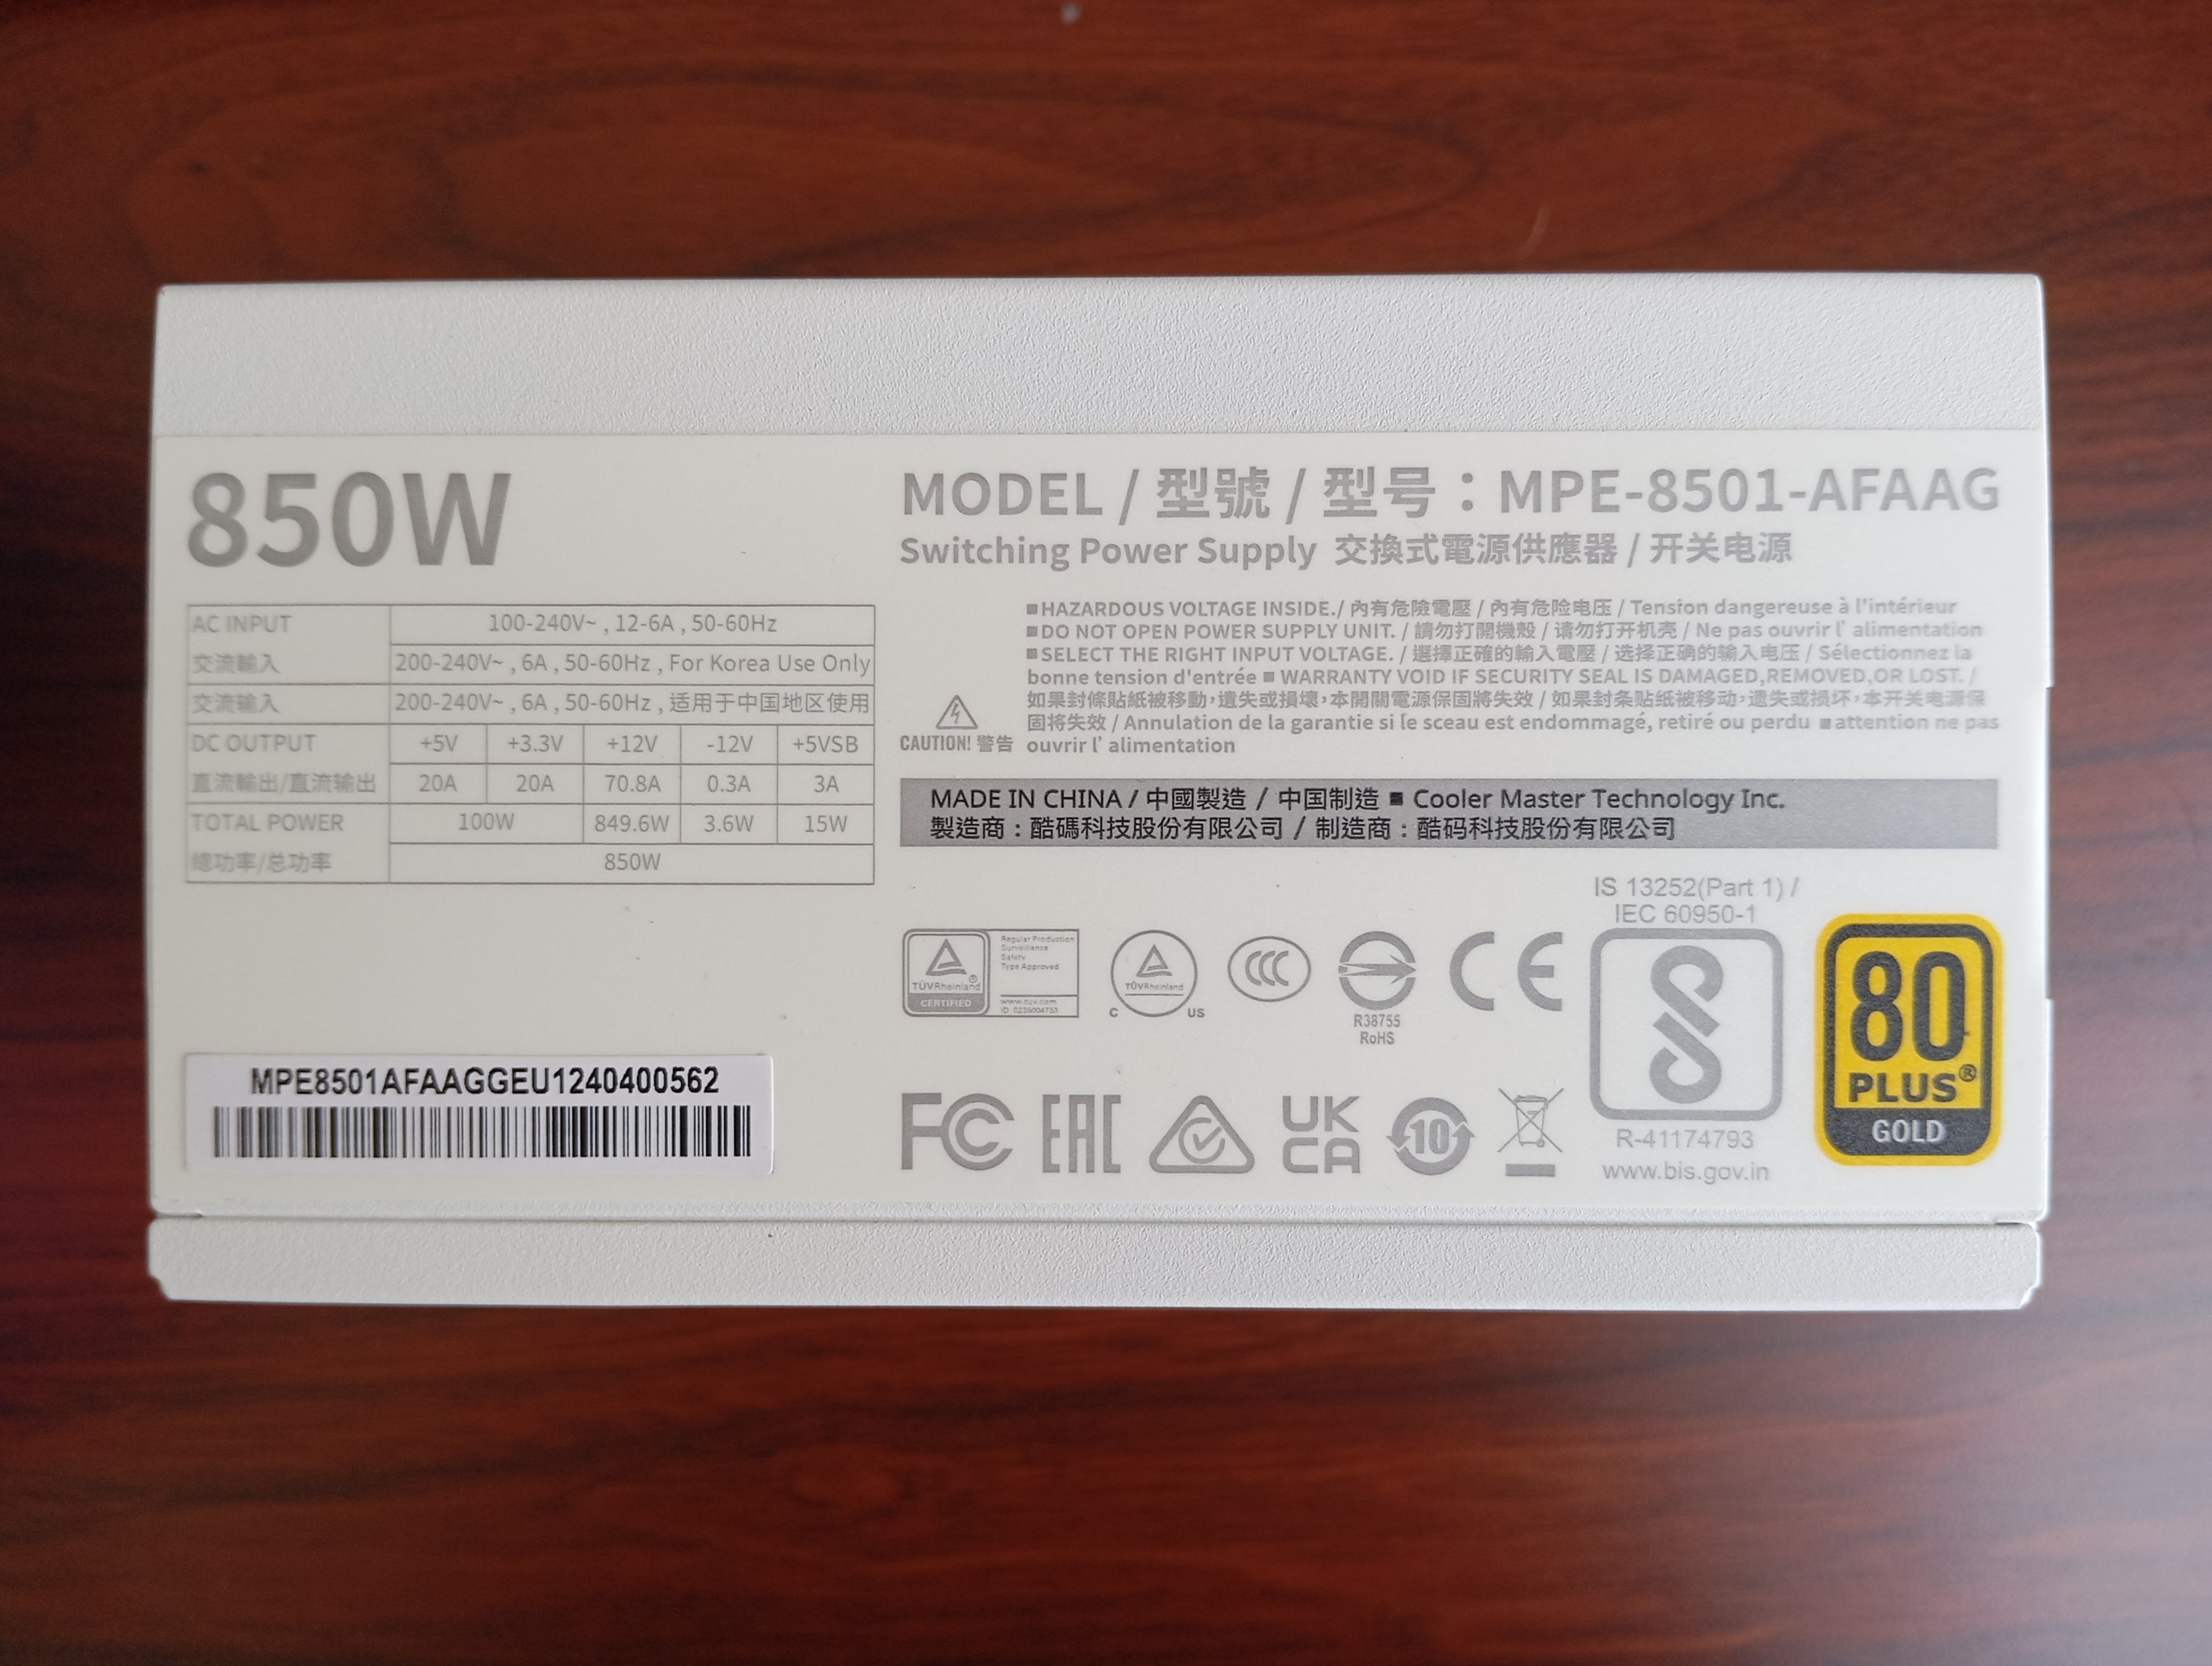 850W
AC INPUT 100-240V~ , 12-6A , 50-60Hz
交流輸入 200-240V~ , 6A , 50-60Hz , For Korea Use Only
交流输入 200-240V~ , 6A , 50-60Hz , 适用于中国地区使用
DC OUTPUT +5V +3.3V +12V -12V +5VSB
直流輸出/直流输出 20A 20A 70.8A 0.3A 3A
TOTAL POWER 100W 849.6W 3.6W 15W
總功率/总功率 850W
MPE8501AFAAGGEU1240400562
MODEL / 型號 / 型号：MPE-8501-AFAAG
Switching Power Supply 交換式電源供應器 / 开关电源
CAUTION! 警告
■HAZARDOUS VOLTAGE INSIDE./ 內有危險電壓 / 内有危险电压 / Tension dangereuse à l'intérieur
■DO NOT OPEN POWER SUPPLY UNIT. / 請勿打開機殼 / 请勿打开机壳 / Ne pas ouvrir l' alimentation
■SELECT THE RIGHT INPUT VOLTAGE. / 選擇正確的輸入電壓 / 选择正确的输入电压 / Sélectionnez la
bonne tension d'entrée ■ WARRANTY VOID IF SECURITY SEAL IS DAMAGED,REMOVED,OR LOST. /
如果封條貼紙被移動,遺失或損壞,本開關電源保固將失效 / 如果封条贴纸被移动,遗失或损坏,本开关电源保
固将失效 / Annulation de la garantie si le sceau est endommagé, retiré ou perdu ■attention ne pas
ouvrir l' alimentation
MADE IN CHINA / 中國製造 / 中国制造 ■ Cooler Master Technology Inc.
製造商：酷碼科技股份有限公司 / 制造商：酷码科技股份有限公司
TÜVRheinland
CERTIFIED
Regular Production
Surveillance
Safety
Type Approved
www.tuv.com
ID 0235004753
TÜVRheinland
C US
CCC
R38755
RoHS
CE
IS 13252(Part 1) /
IEC 60950-1
R-41174793
www.bis.gov.in
80
PLUS®
GOLD
FC
EAC
UK
CA
10